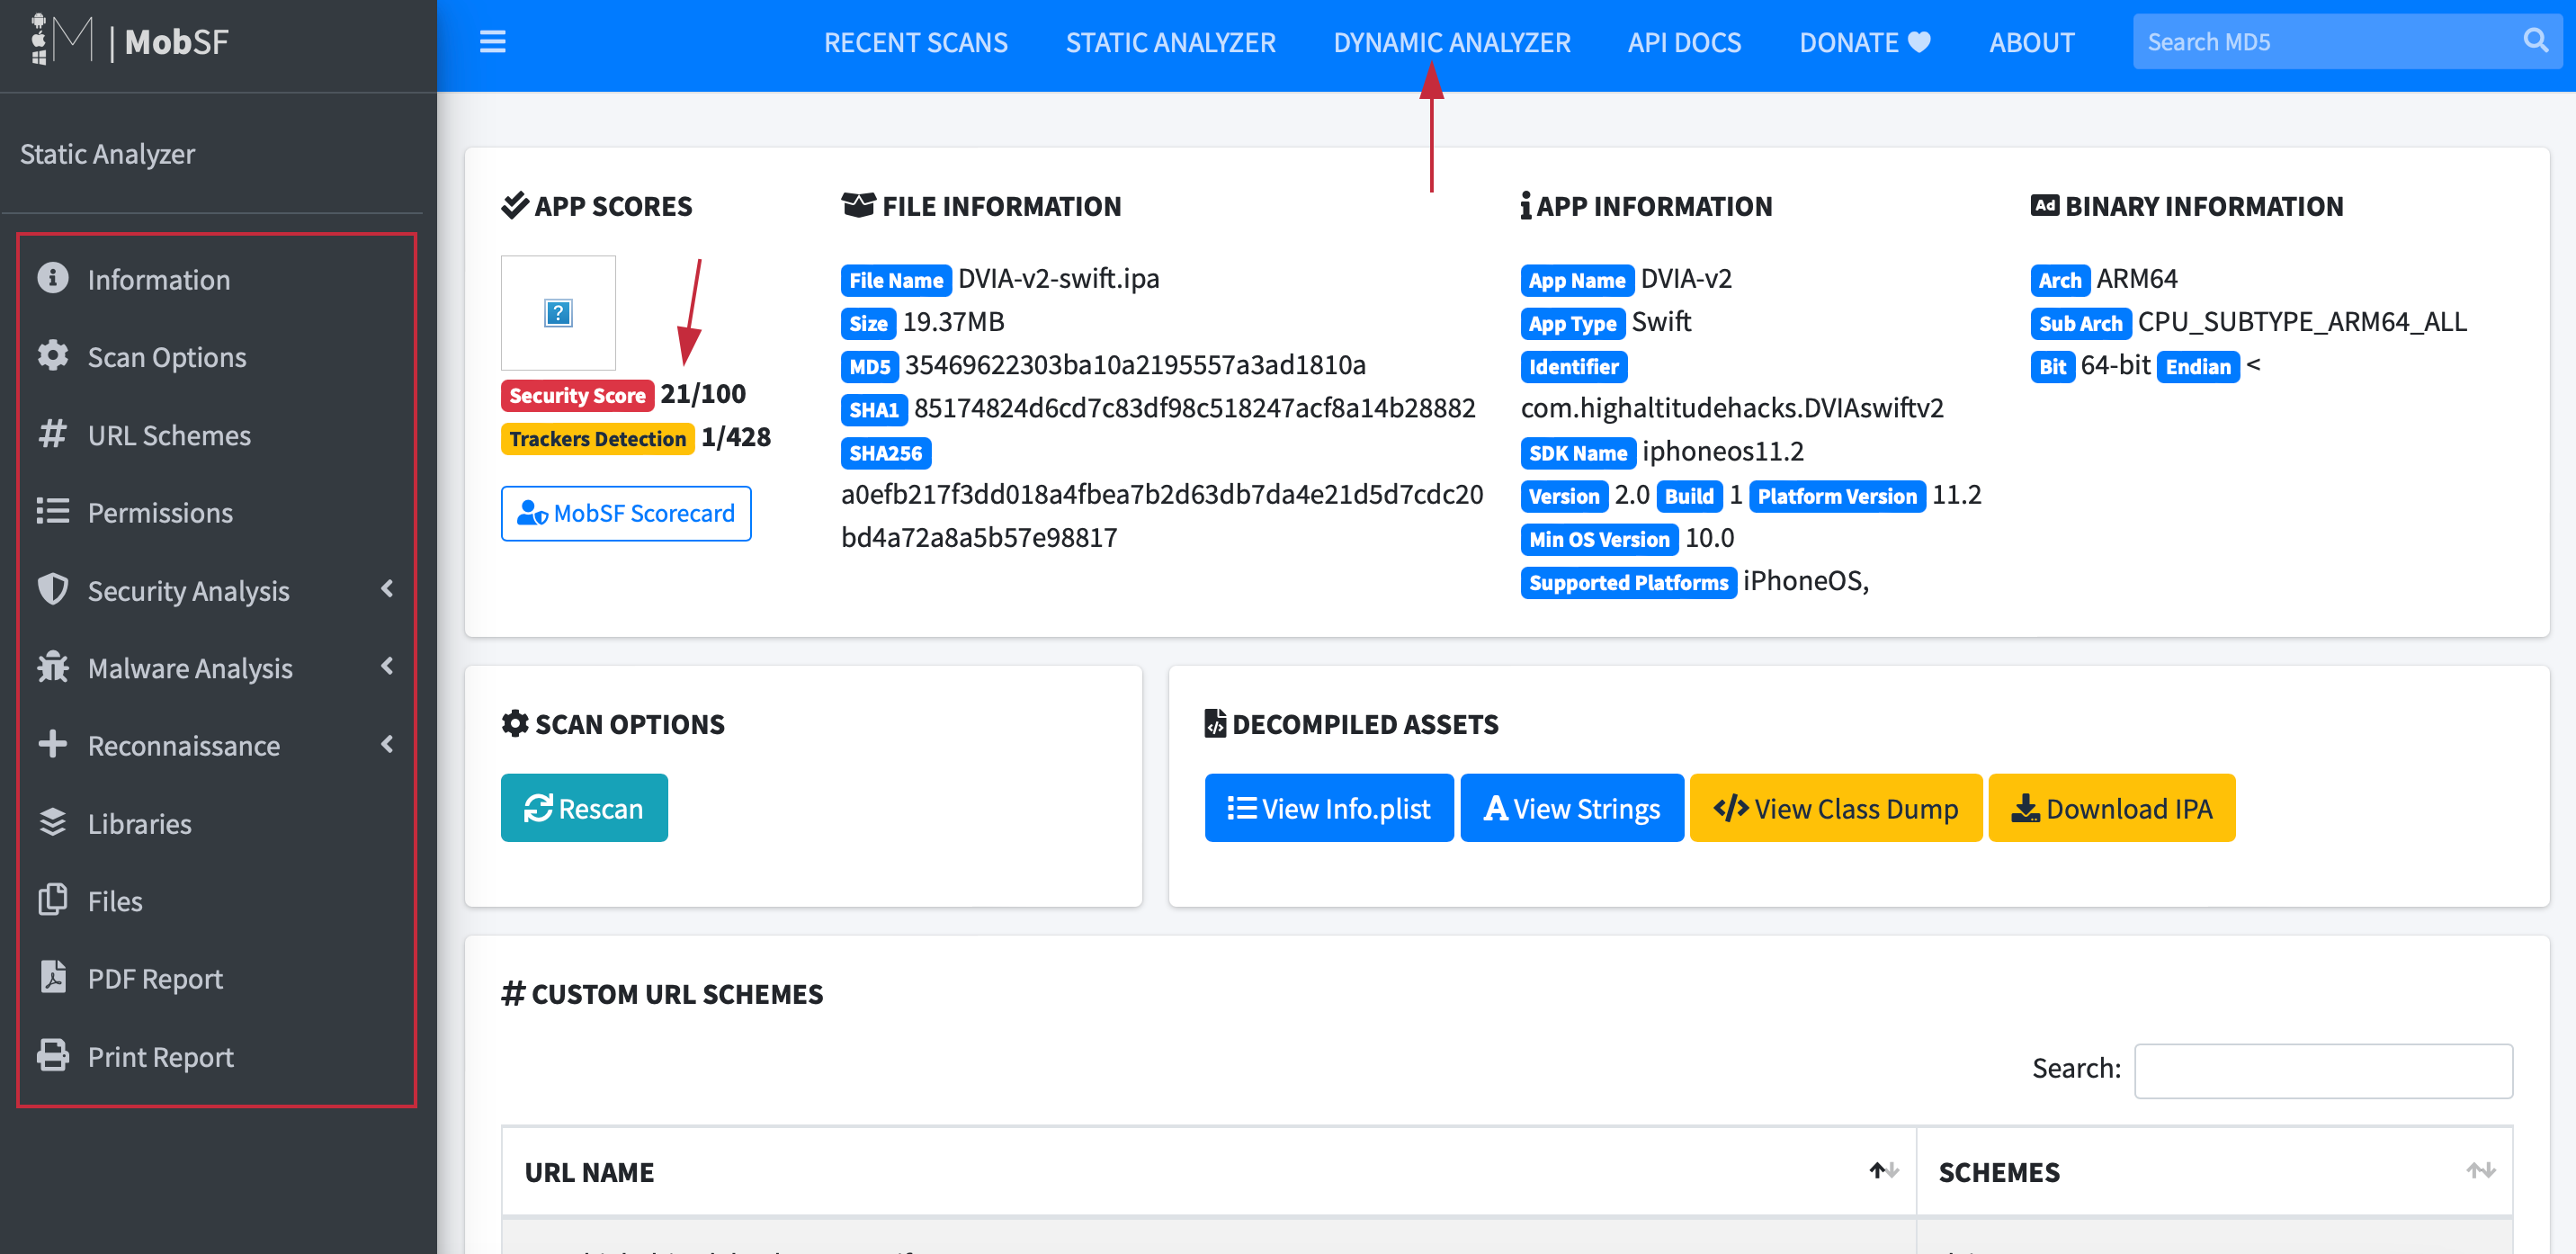 M | MobSF
RECENT SCANS STATIC ANALYZER DYNAMIC ANALYZER API DOCS DONATE ABOUT Search MD5
Static Analyzer
Information
Scan Options
URL Schemes
Permissions
Security Analysis
Malware Analysis
Reconnaissance
Libraries
Files
PDF Report
Print Report
APP SCORES
?
Security Score 21/100
Trackers Detection 1/428
MobSF Scorecard
FILE INFORMATION
File Name DVIA-v2-swift.ipa
Size 19.37MB
MD5 35469622303ba10a2195557a3ad1810a
SHA1 85174824d6cd7c83df98c518247acf8a14b28882
SHA256
a0efb217f3dd018a4fbea7b2d63db7da4e21d5d7cdc20
bd4a72a8a5b57e98817
APP INFORMATION
App Name DVIA-v2
App Type Swift
Identifier
com.highaltitudehacks.DVIAswiftv2
SDK Name iphoneos11.2
Version 2.0 Build 1 Platform Version 11.2
Min OS Version 10.0
Supported Platforms iPhoneOS,
Ad BINARY INFORMATION
Arch ARM64
Sub Arch CPU_SUBTYPE_ARM64_ALL
Bit 64-bit Endian <
SCAN OPTIONS
Rescan
DECOMPILED ASSETS
View Info.plist View Strings View Class Dump Download IPA
# CUSTOM URL SCHEMES
Search:
URL NAME SCHEMES